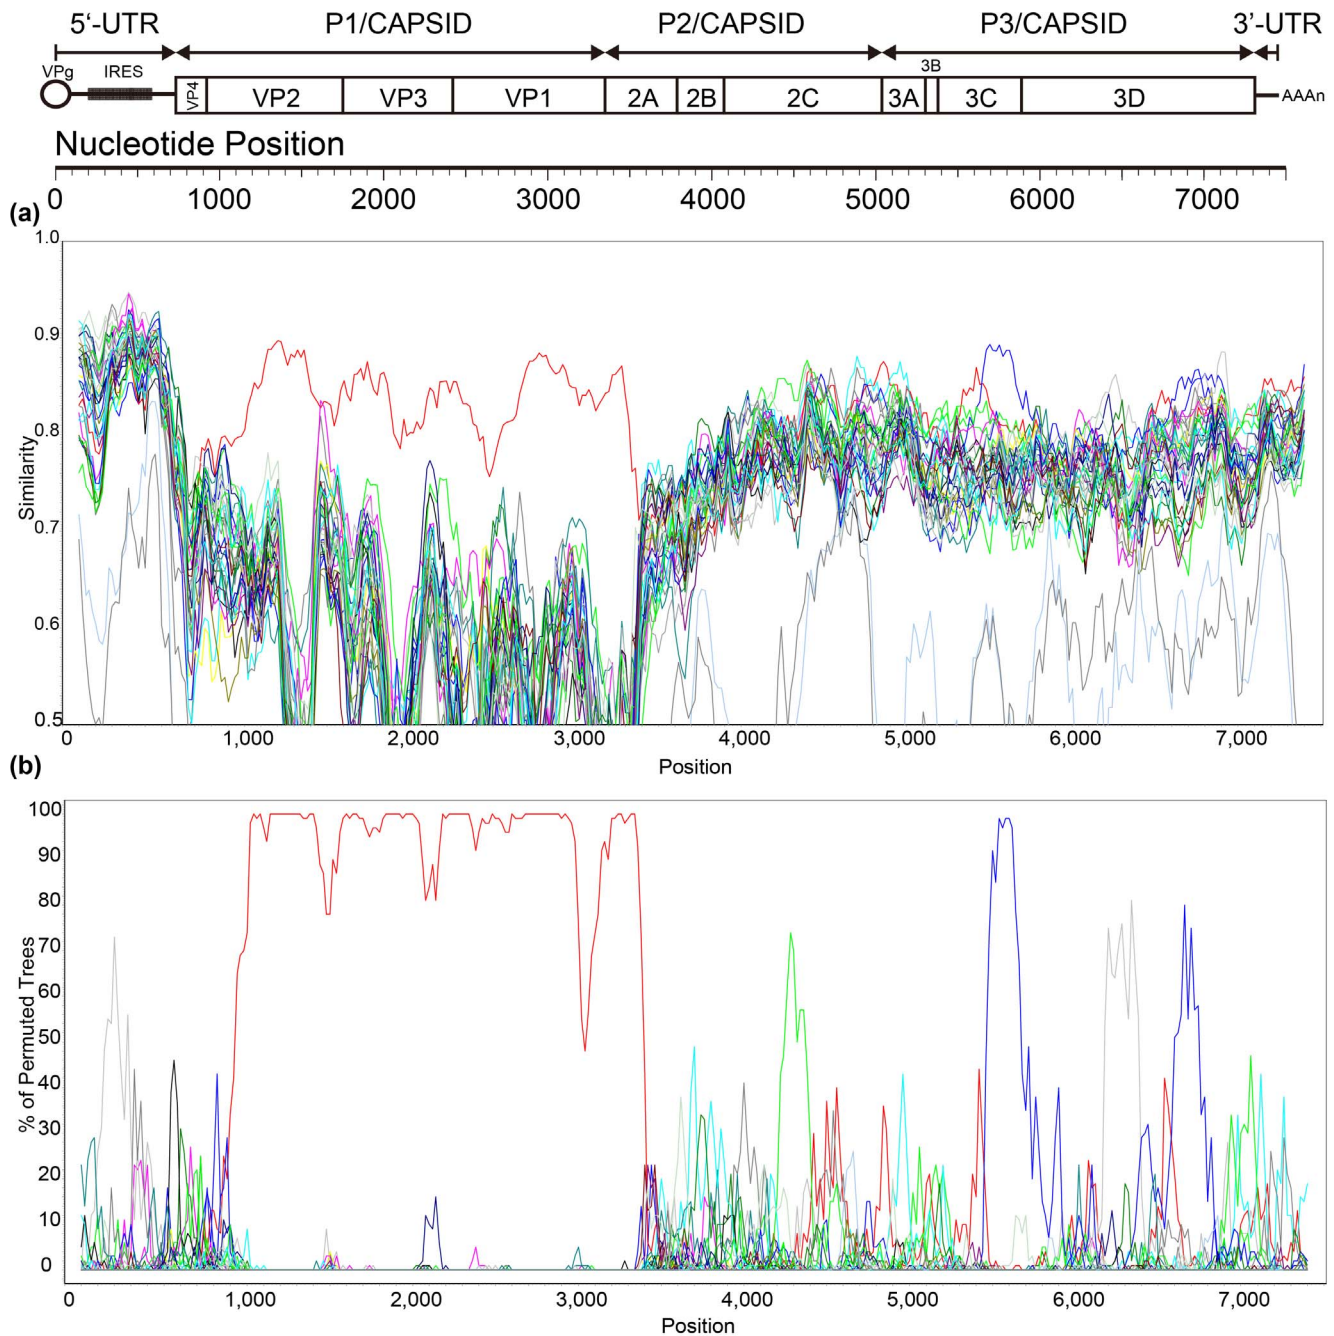 5‘-UTR P1/CAPSID P2/CAPSID P3/CAPSID 3’-UTR
VPg IRES 3B
VP4 VP2 VP3 VP1 2A 2B 2C 3A 3C 3D AAAn
Nucleotide Position
0 1000 2000 3000 4000 5000 6000 7000
(a)
1.0
0.9
0.8
0.7
0.6
0.5
Similarity
0 1,000 2,000 3,000 4,000 5,000 6,000 7,000
Position
(b)
100
90
80
70
60
50
40
30
20
10
0
% of Permuted Trees
0 1,000 2,000 3,000 4,000 5,000 6,000 7,000
Position